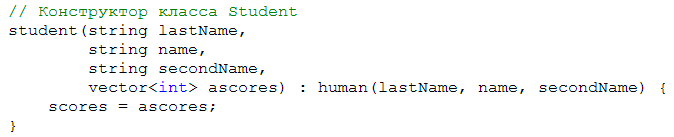 // Конструктор класса Student
student(string lastName,
        string name,
        string secondName,
        vector<int> ascores) : human(lastName, name, secondName) {
    scores = ascores;
}